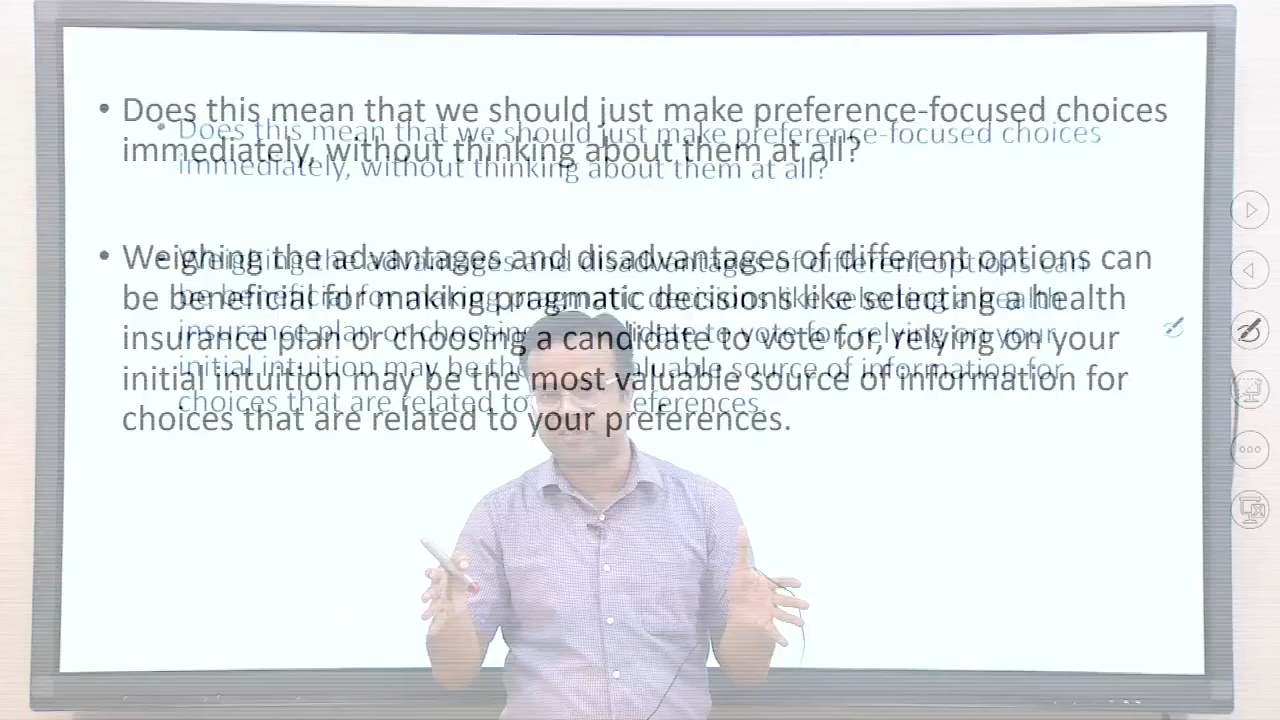 • Does this mean that we should just make preference-focused choices
immediately, without thinking about them at all?
• Weighing the advantages and disadvantages of different options can
be beneficial for making pragmatic decisions like selecting a health
insurance plan or choosing a candidate to vote for, relying on your
initial intuition may be the most valuable source of information for
choices that are related to your preferences.